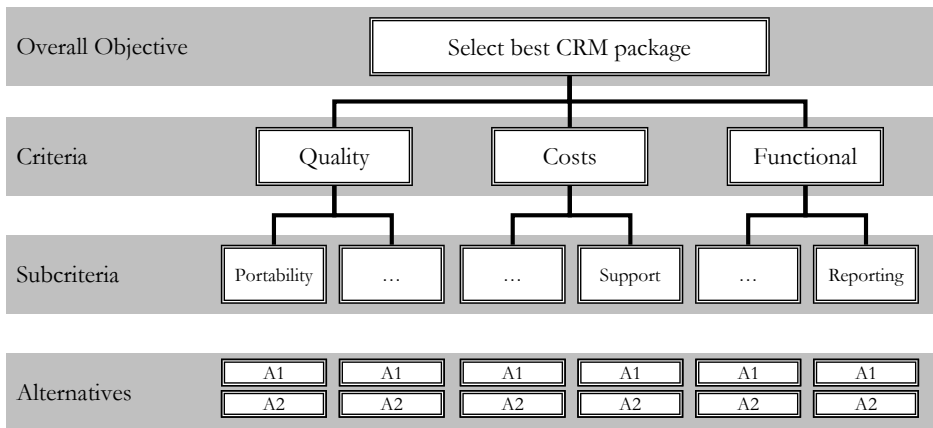 Overall Objective
Select best CRM package
Criteria
Quality
Costs
Functional
Subcriteria
Portability
…
…
Support
…
Reporting
Alternatives
A1
A1
A1
A1
A1
A1
A2
A2
A2
A2
A2
A2